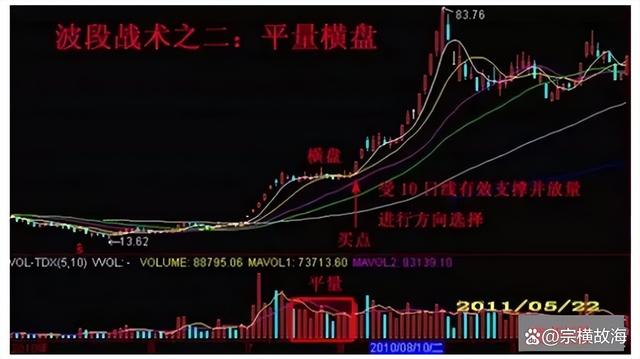 83.76
波段战术之二：平量横盘
横盘
受10日线有效支撑并放量
进行方向选择
买点
13.62
VOL-TDX(5,10) VVOL: - VOLUME: 88795.06 MAVOL1: 73713.60 MAVOL2: 83139.10
平量
2011/05/22
2010/08/10/二
@宗横故海